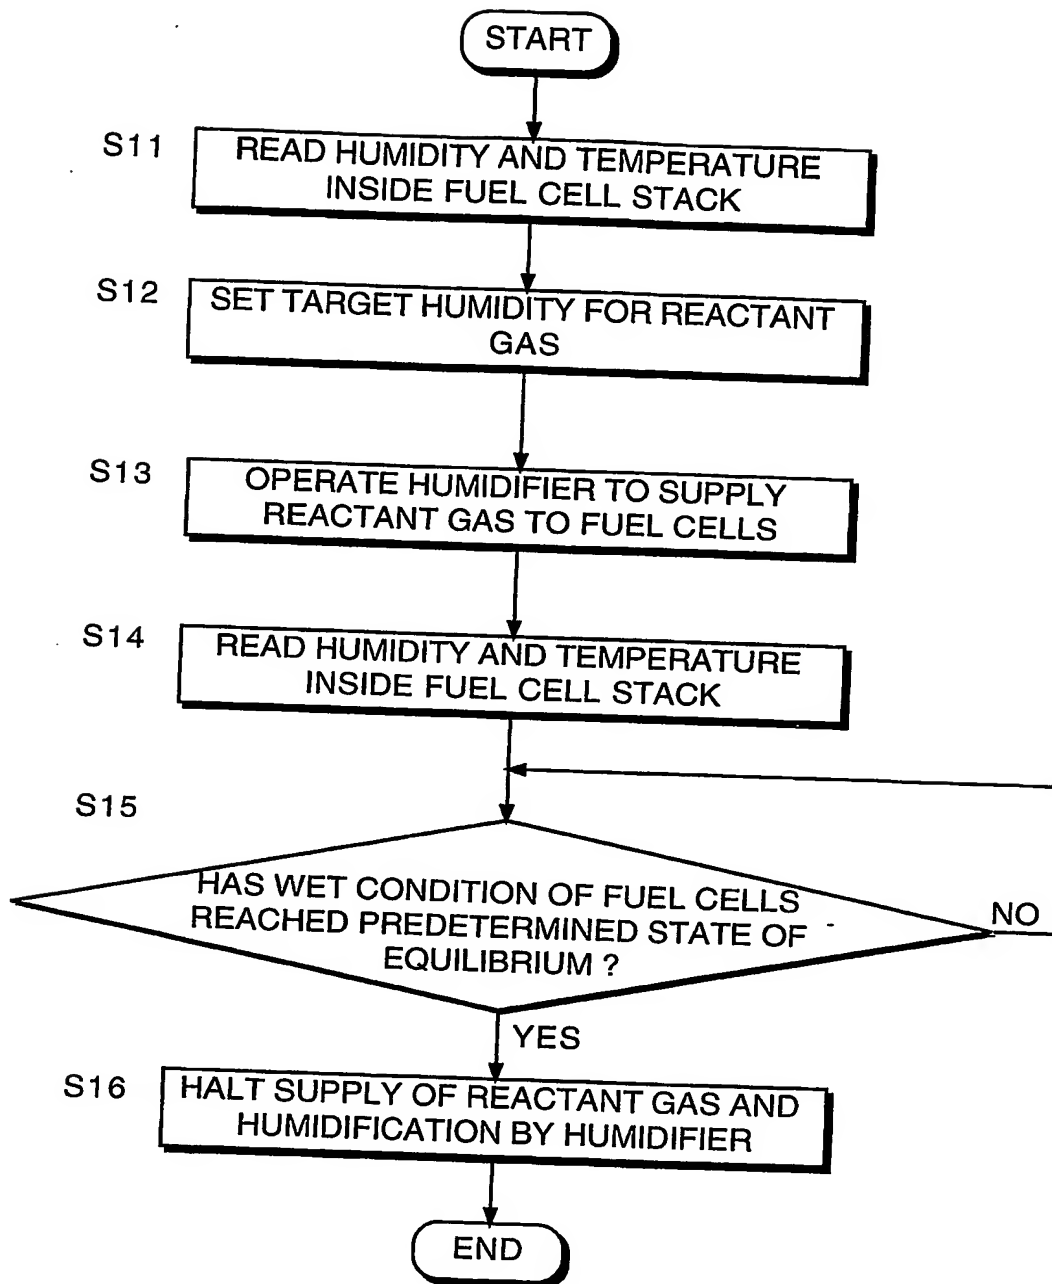 START
S11
READ HUMIDITY AND TEMPERATURE
INSIDE FUEL CELL STACK
S12
SET TARGET HUMIDITY FOR REACTANT
GAS
S13
OPERATE HUMIDIFIER TO SUPPLY
REACTANT GAS TO FUEL CELLS
S14
READ HUMIDITY AND TEMPERATURE
INSIDE FUEL CELL STACK
S15
HAS WET CONDITION OF FUEL CELLS
REACHED PREDETERMINED STATE OF
EQUILIBRIUM ?
NO
YES
S16
HALT SUPPLY OF REACTANT GAS AND
HUMIDIFICATION BY HUMIDIFIER
END